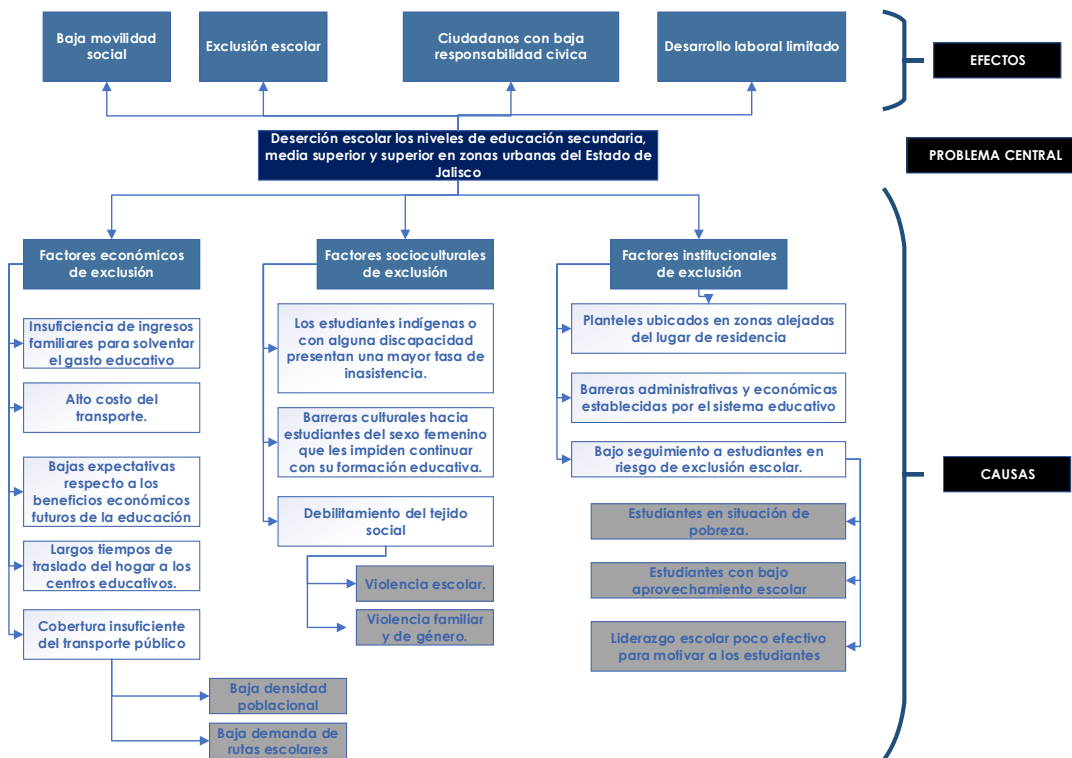 Baja movilidad
social
Exclusión escolar
Ciudadanos con baja
responsabilidad civica
Desarrollo laboral limitado
EFECTOS
Deserción escolar los niveles de educación secundaria,
media superior y superior en zonas urbanas del Estado de
Jalisco
PROBLEMA CENTRAL
Factores económicos
de exclusión
Insuficiencia de ingresos
familiares para solventar
el gasto educativo
Alto costo del
transporte.
Bajas expectativas
respecto a los
beneficios económicos
futuros de la educación
Largos tiempos de
traslado del hogar a los
centros educativos.
Cobertura insuficiente
del transporte público
Baja densidad
poblacional
Baja demanda de
rutas escolares
Factores socioculturales
de exclusión
Los estudiantes indígenas o
con alguna discapacidad
presentan una mayor tasa de
inasistencia.
Barreras culturales hacia
estudiantes del sexo femenino
que les impiden continuar
con su formación educativa.
Debilitamiento del tejido
social
Violencia escolar.
Violencia familiar
y de género.
Factores institucionales
de exclusión
Planteles ubicados en zonas alejadas
del lugar de residencia
Barreras administrativas y económicas
establecidas por el sistema educativo
Bajo seguimiento a estudiantes en
riesgo de exclusión escolar.
Estudiantes en situación de
pobreza.
Estudiantes con bajo
aprovechamiento escolar
Liderazgo escolar poco efectivo
para motivar a los estudiantes
CAUSAS